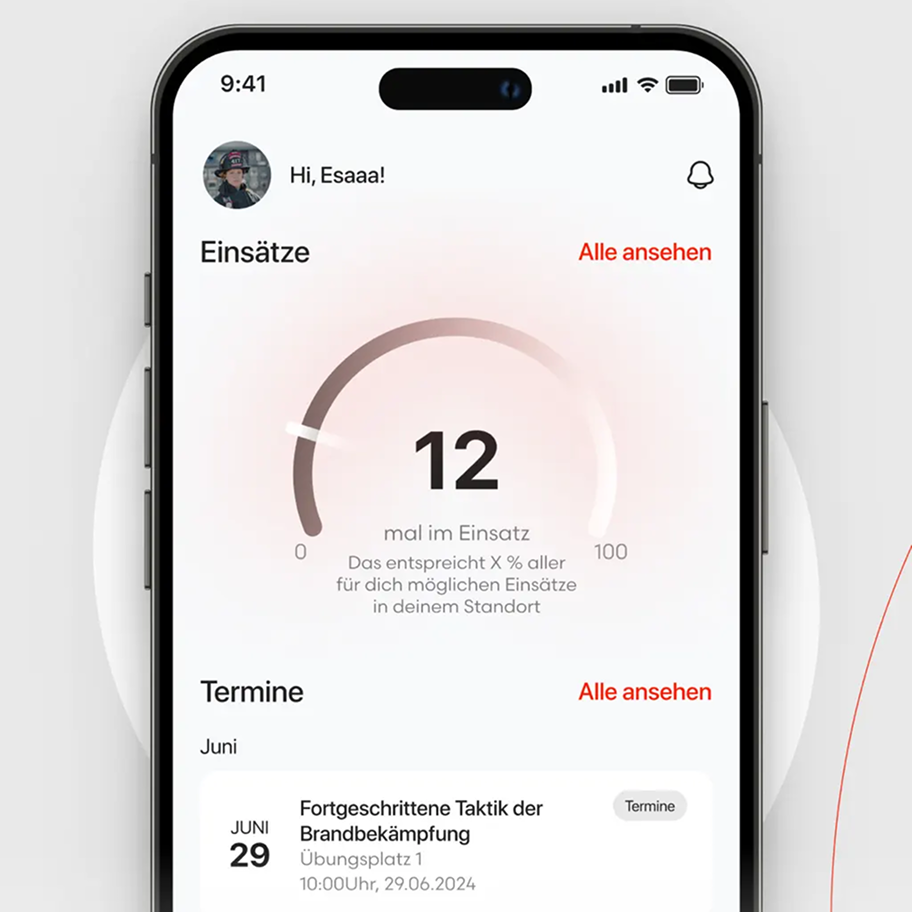 9:41
Hi, Esaaa!
Einsätze
Alle ansehen
12
mal im Einsatz
0
100
Das entspreicht X % aller
für dich möglichen Einsätze
in deinem Standort
Termine
Alle ansehen
Juni
JUNI
29
Fortgeschrittene Taktik der
Brandbekämpfung
Übungsplatz 1
10:00Uhr, 29.06.2024
Termine